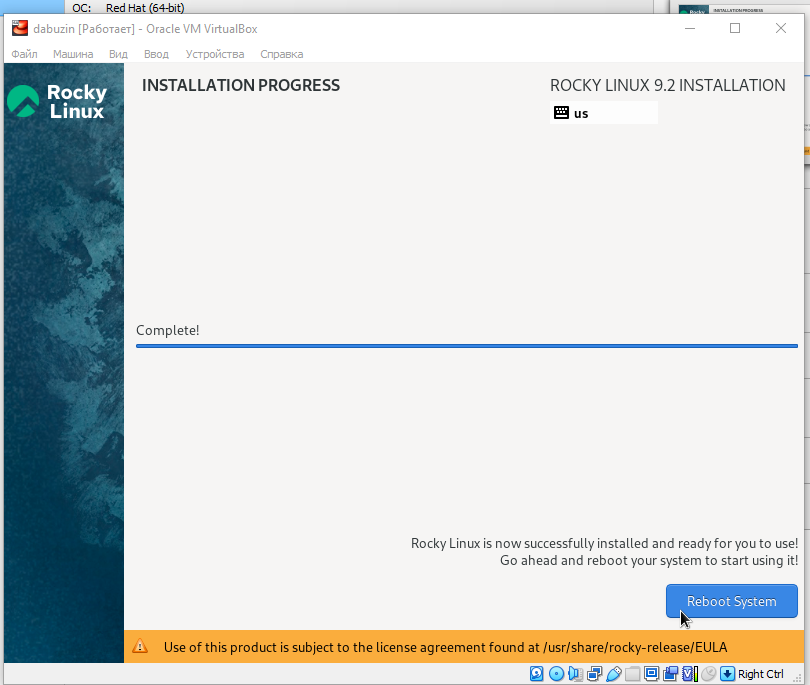 ОС: Red Hat (64-bit)
INSTALLATION PROGRESS
dabuzin [Работает] - Oracle VM VirtualBox
Файл Машина Вид Ввод Устройства Справка
Rocky Linux
INSTALLATION PROGRESS
ROCKY LINUX 9.2 INSTALLATION
us
Complete!
Rocky Linux is now successfully installed and ready for you to use!
Go ahead and reboot your system to start using it!
Reboot System
Use of this product is subject to the license agreement found at /usr/share/rocky-release/EULA
Right Ctrl